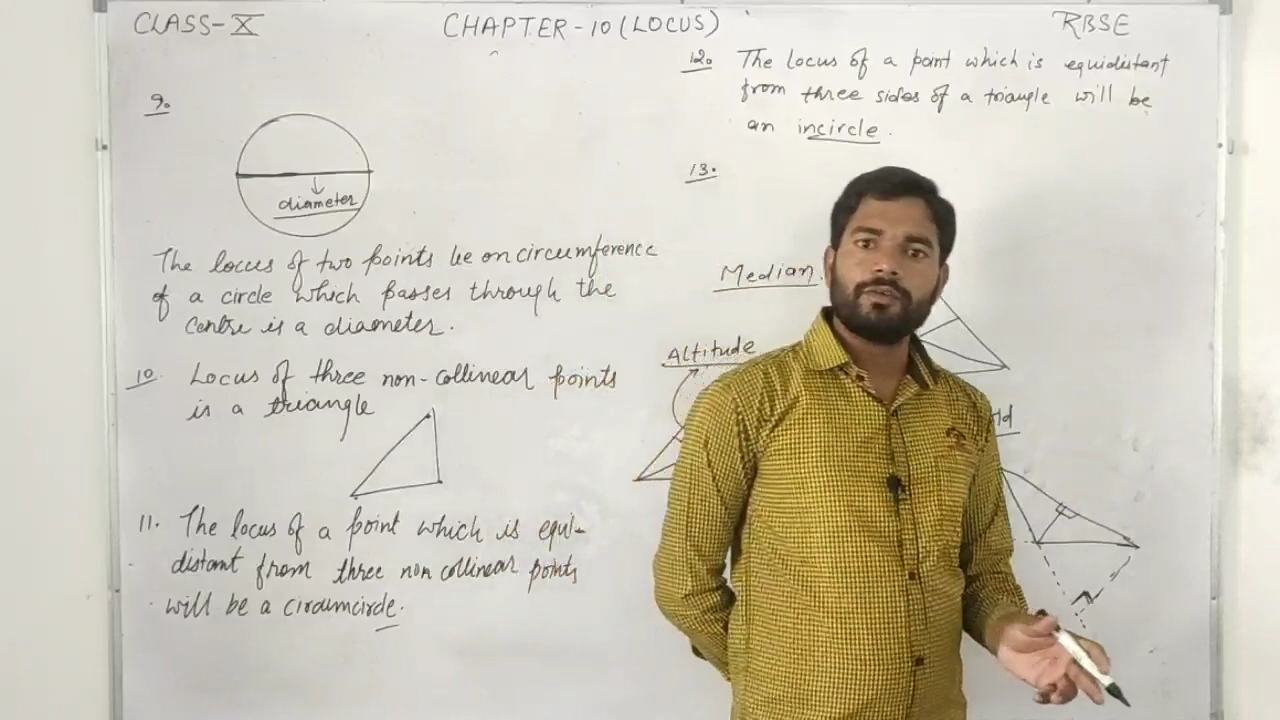 CLASS-X
CHAPTER-10 (LOCUS)
RBSE
9.
diameter
The locus of two points lie on circumference
of a circle which passes through the
centre is a diameter.
10 Locus of three non-collinear points
is a triangle
11. The locus of a point which is equi-
distant from three non collinear points
will be a circumcircle.
12. The locus of a point which is equidistant
from three sides of a triangle will be
an incircle.
13.
Median
Altitude